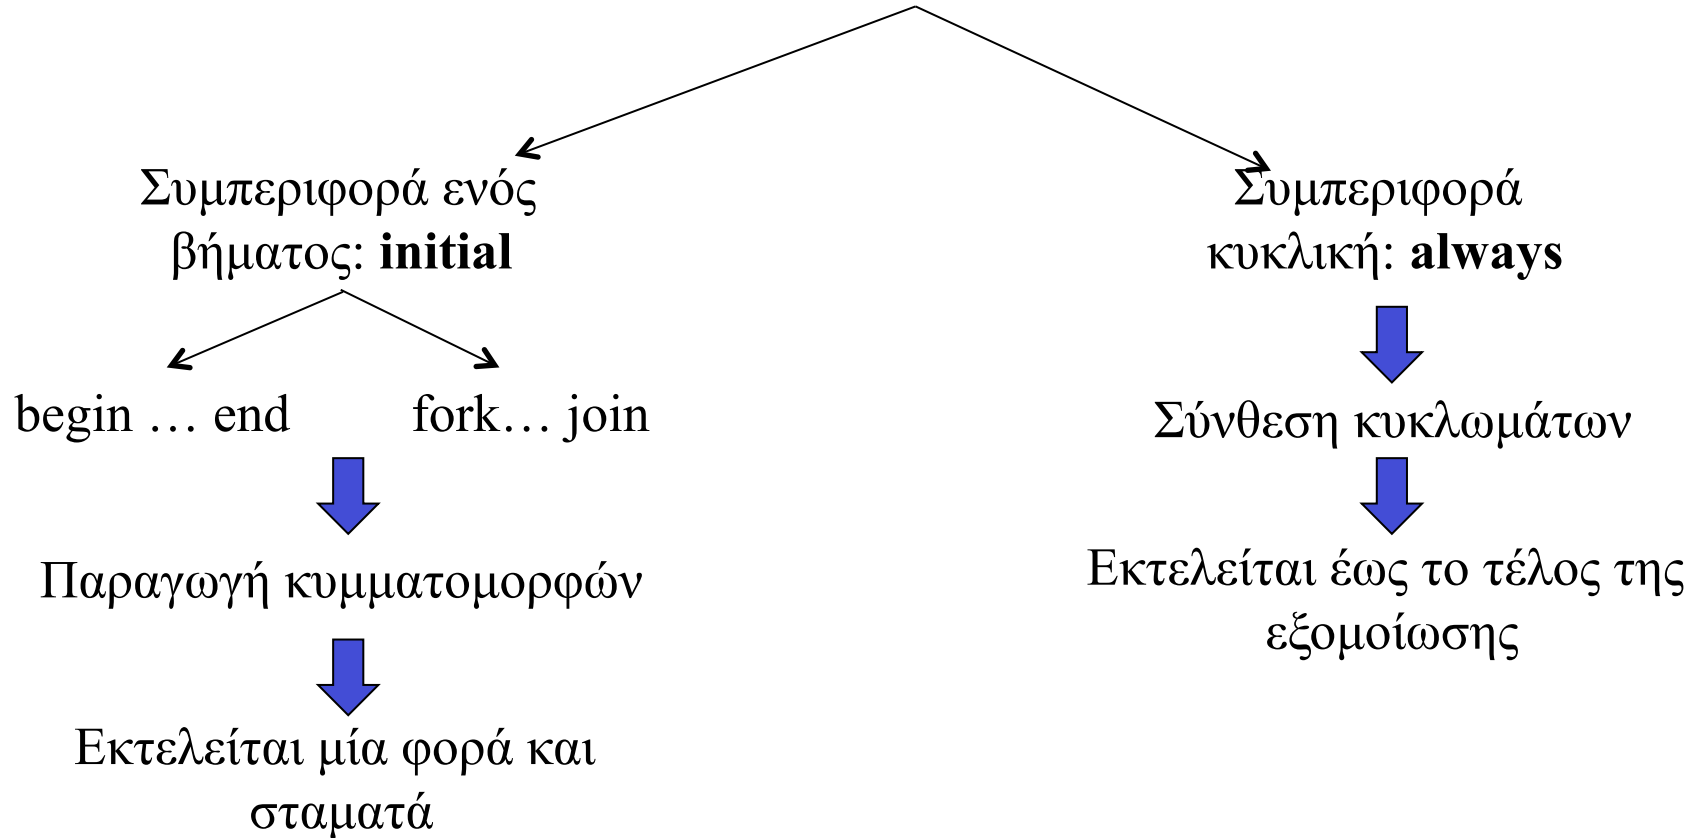 Συμπεριφορά ενός
βήματος: initial
begin … end
fork… join
Παραγωγή κυμματομορφών
Εκτελείται μία φορά και
σταματά
Συμπεριφορά
κυκλική: always
Σύνθεση κυκλωμάτων
Εκτελείται έως το τέλος της
εξομοίωσης